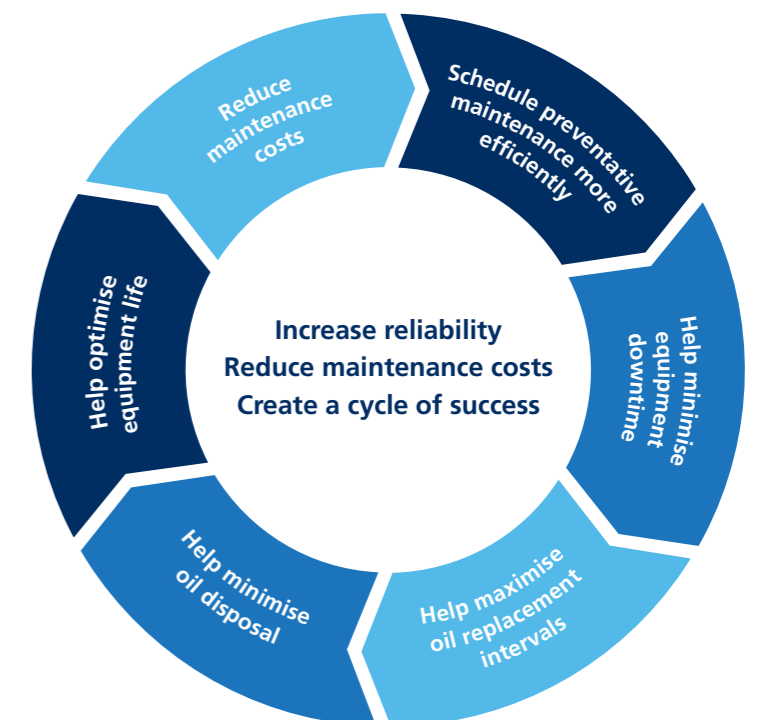 Reduce
maintenance
costs
Schedule preventative
maintenance more
efficiently
Help minimise
equipment
downtime
Help maximise
oil replacement
intervals
Help minimise
oil disposal
Help optimise
equipment life
Increase reliability
Reduce maintenance costs
Create a cycle of success